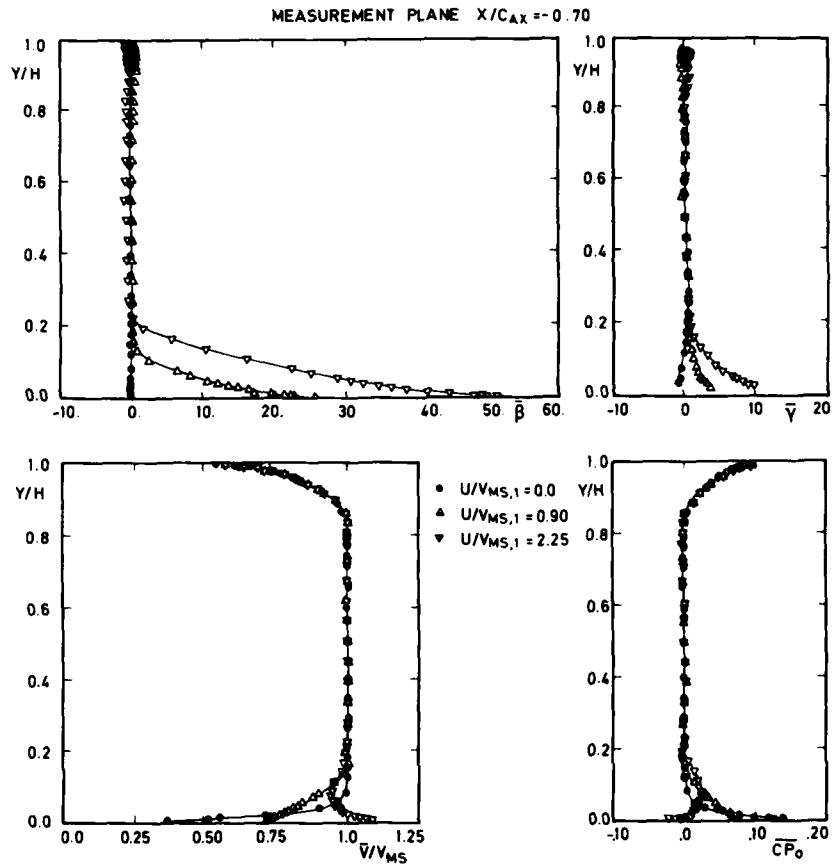 MEASUREMENT PLANE X/CAX=-0.70
1.0
Y/H
0.8
0.6
0.4
0.2
0.0
-10. 0. 10. 20. 30. 40. β̅ 50. 60.
1.0
Y/H
0.8
0.6
0.4
0.2
0.0
-10 0 10 γ̅ 20
1.0
Y/H
0.8
0.6
0.4
0.2
0.0
0.0 0.25 0.50 0.75 1.0 1.25
V̅/VMS
● U/VMS,1=0.0
△ U/VMS,1=0.90
▽ U/VMS,1=2.25
1.0
Y/H
0.8
0.6
0.4
0.2
0.0
-.10 .0 .10 .20
C̅P̅₀